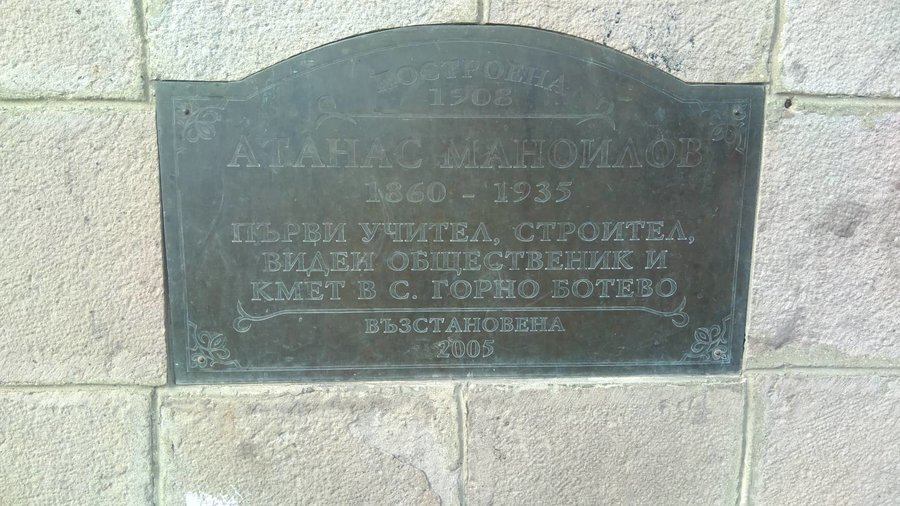 ПОСТРОЕНА
1908
АТАНАС МАНОИЛОВ
1860 - 1935
ПЪРВИ УЧИТЕЛ, СТРОИТЕЛ,
ВИДЕН ОБЩЕСТВЕНИК И
КМЕТ В С. ГОРНО БОТЕВО
ВЪЗСТАНОВЕНА
2005